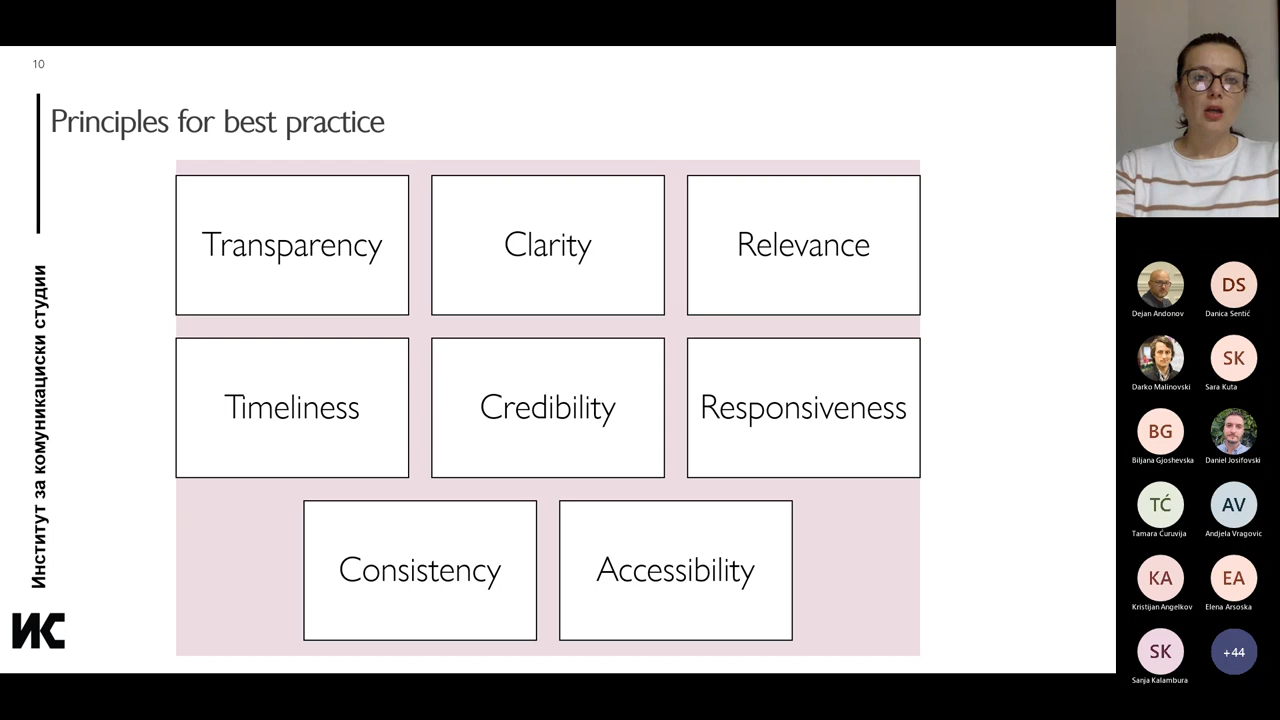 10
Principles for best practice
Transparency
Clarity
Relevance
Timeliness
Credibility
Responsiveness
Consistency
Accessibility
Институт за комуникациски студии
ИС
Dejan Andonov
DS
Danica Sentić
Darko Malinovski
SK
Sara Kuta
BG
Biljana Gjoshevska
Daniel Josifovski
TĆ
Tamara Ćuruvija
AV
Andjela Vragovic
KA
Kristijan Angelkov
EA
Elena Arsoska
SK
Sanja Kalambura
+44